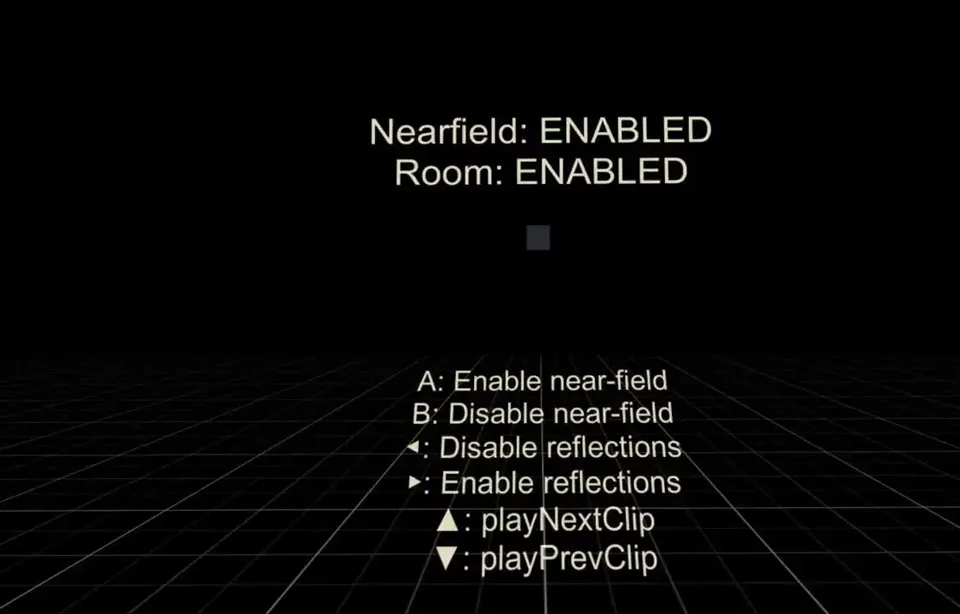 Nearfield: ENABLED
Room: ENABLED
A: Enable near-field
B: Disable near-field
◄: Disable reflections
►: Enable reflections
▲: playNextClip
▼: playPrevClip